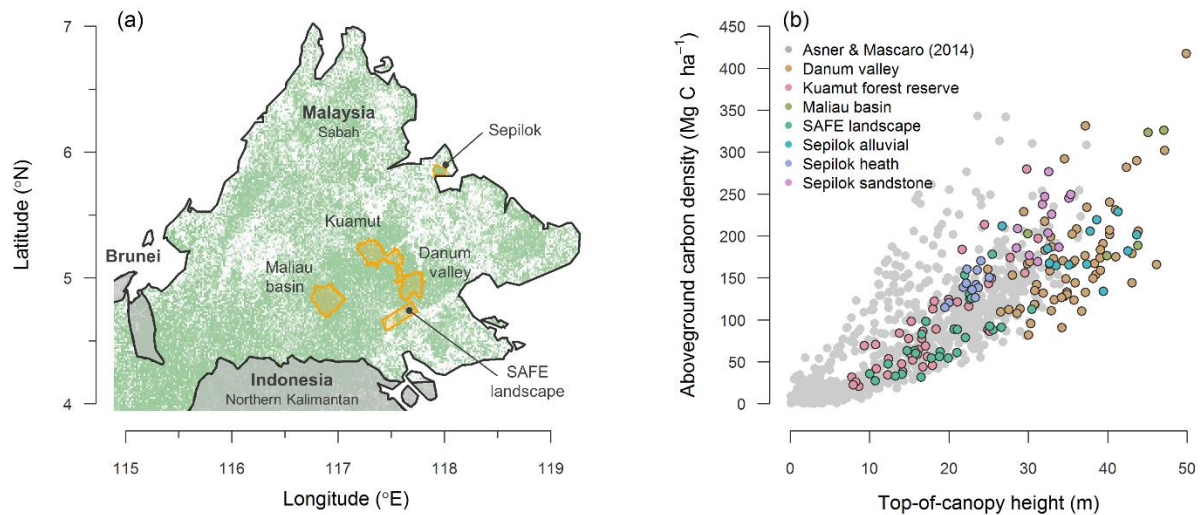 (a)
7
6
5
4
Latitude (°N)
Malaysia
Sabah
Sepilok
Kuamut
Danum
valley
Maliau
basin
Brunei
SAFE
landscape
Indonesia
Northern Kalimantan
115 116 117 118 119
Longitude (°E)
(b)
Aboveground carbon density (Mg C ha⁻¹)
450
400
350
300
250
200
150
100
50
0
Asner & Mascaro (2014)
Danum valley
Kuamut forest reserve
Maliau basin
SAFE landscape
Sepilok alluvial
Sepilok heath
Sepilok sandstone
0 10 20 30 40 50
Top-of-canopy height (m)